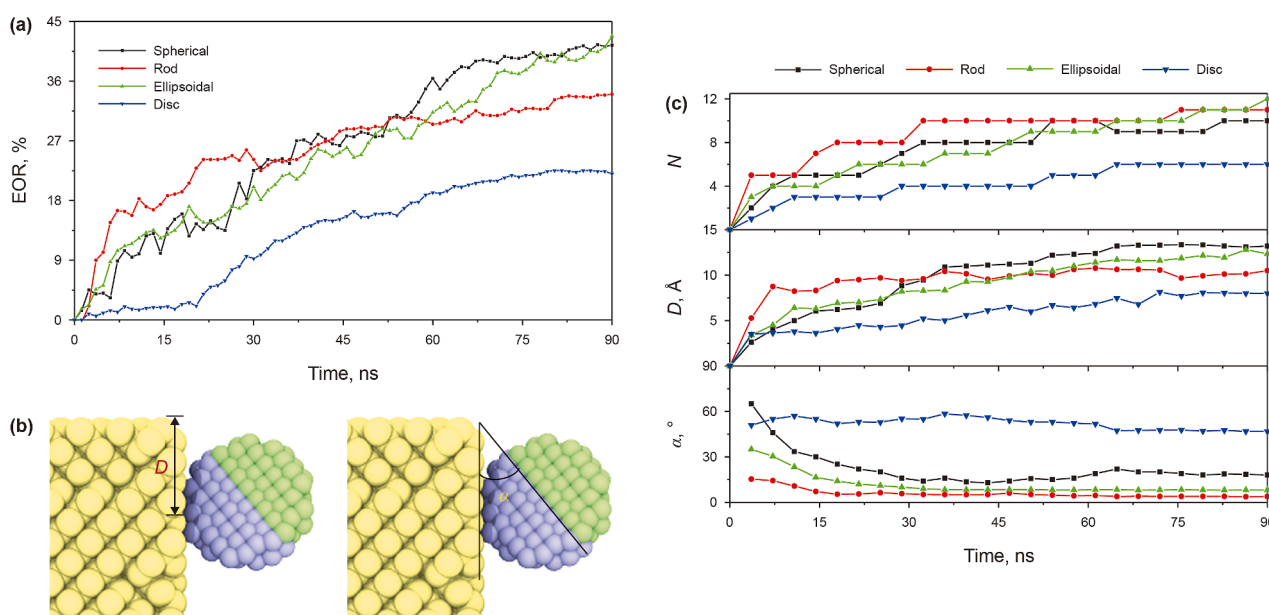 (a)
45
36
27
18
9
0
EOR, %
Spherical
Rod
Ellipsoidal
Disc
0 15 30 45 60 75 90
Time, ns
(b)
D
α
(c)
Spherical Rod Ellipsoidal Disc
12
8
4
N
15
10
5
D, Å
90
60
30
0
α, °
0 15 30 45 60 75 90
Time, ns